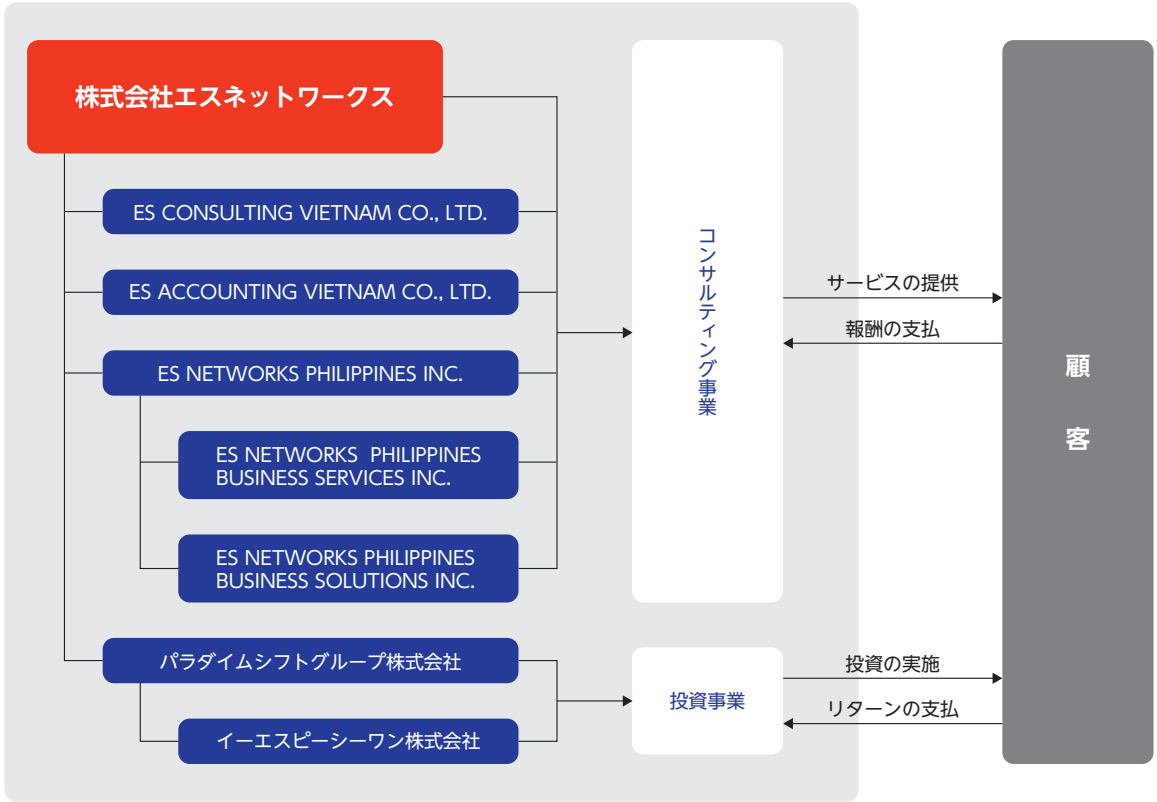 株式会社エスネットワークス
ES CONSULTING VIETNAM CO., LTD.
ES ACCOUNTING VIETNAM CO., LTD.
ES NETWORKS PHILIPPINES INC.
ES NETWORKS PHILIPPINES
BUSINESS SERVICES INC.
ES NETWORKS PHILIPPINES
BUSINESS SOLUTIONS INC.
パラダイムシフトグループ株式会社
イーエスピーシーワン株式会社
コンサルティング事業
投資事業
サービスの提供
報酬の支払
投資の実施
リターンの支払
顧客